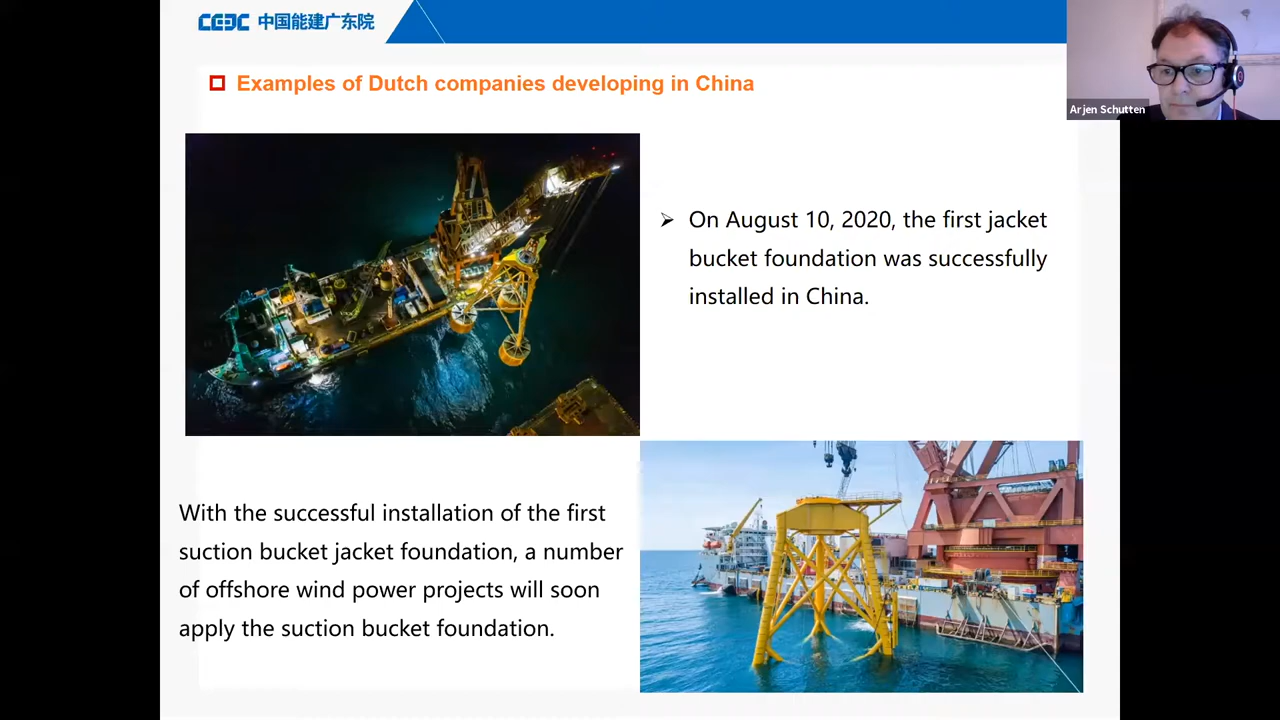 CEEC 中国能建广东院
Examples of Dutch companies developing in China
Arjen Schutten
➢ On August 10, 2020, the first jacket
bucket foundation was successfully
installed in China.
With the successful installation of the first
suction bucket jacket foundation, a number
of offshore wind power projects will soon
apply the suction bucket foundation.